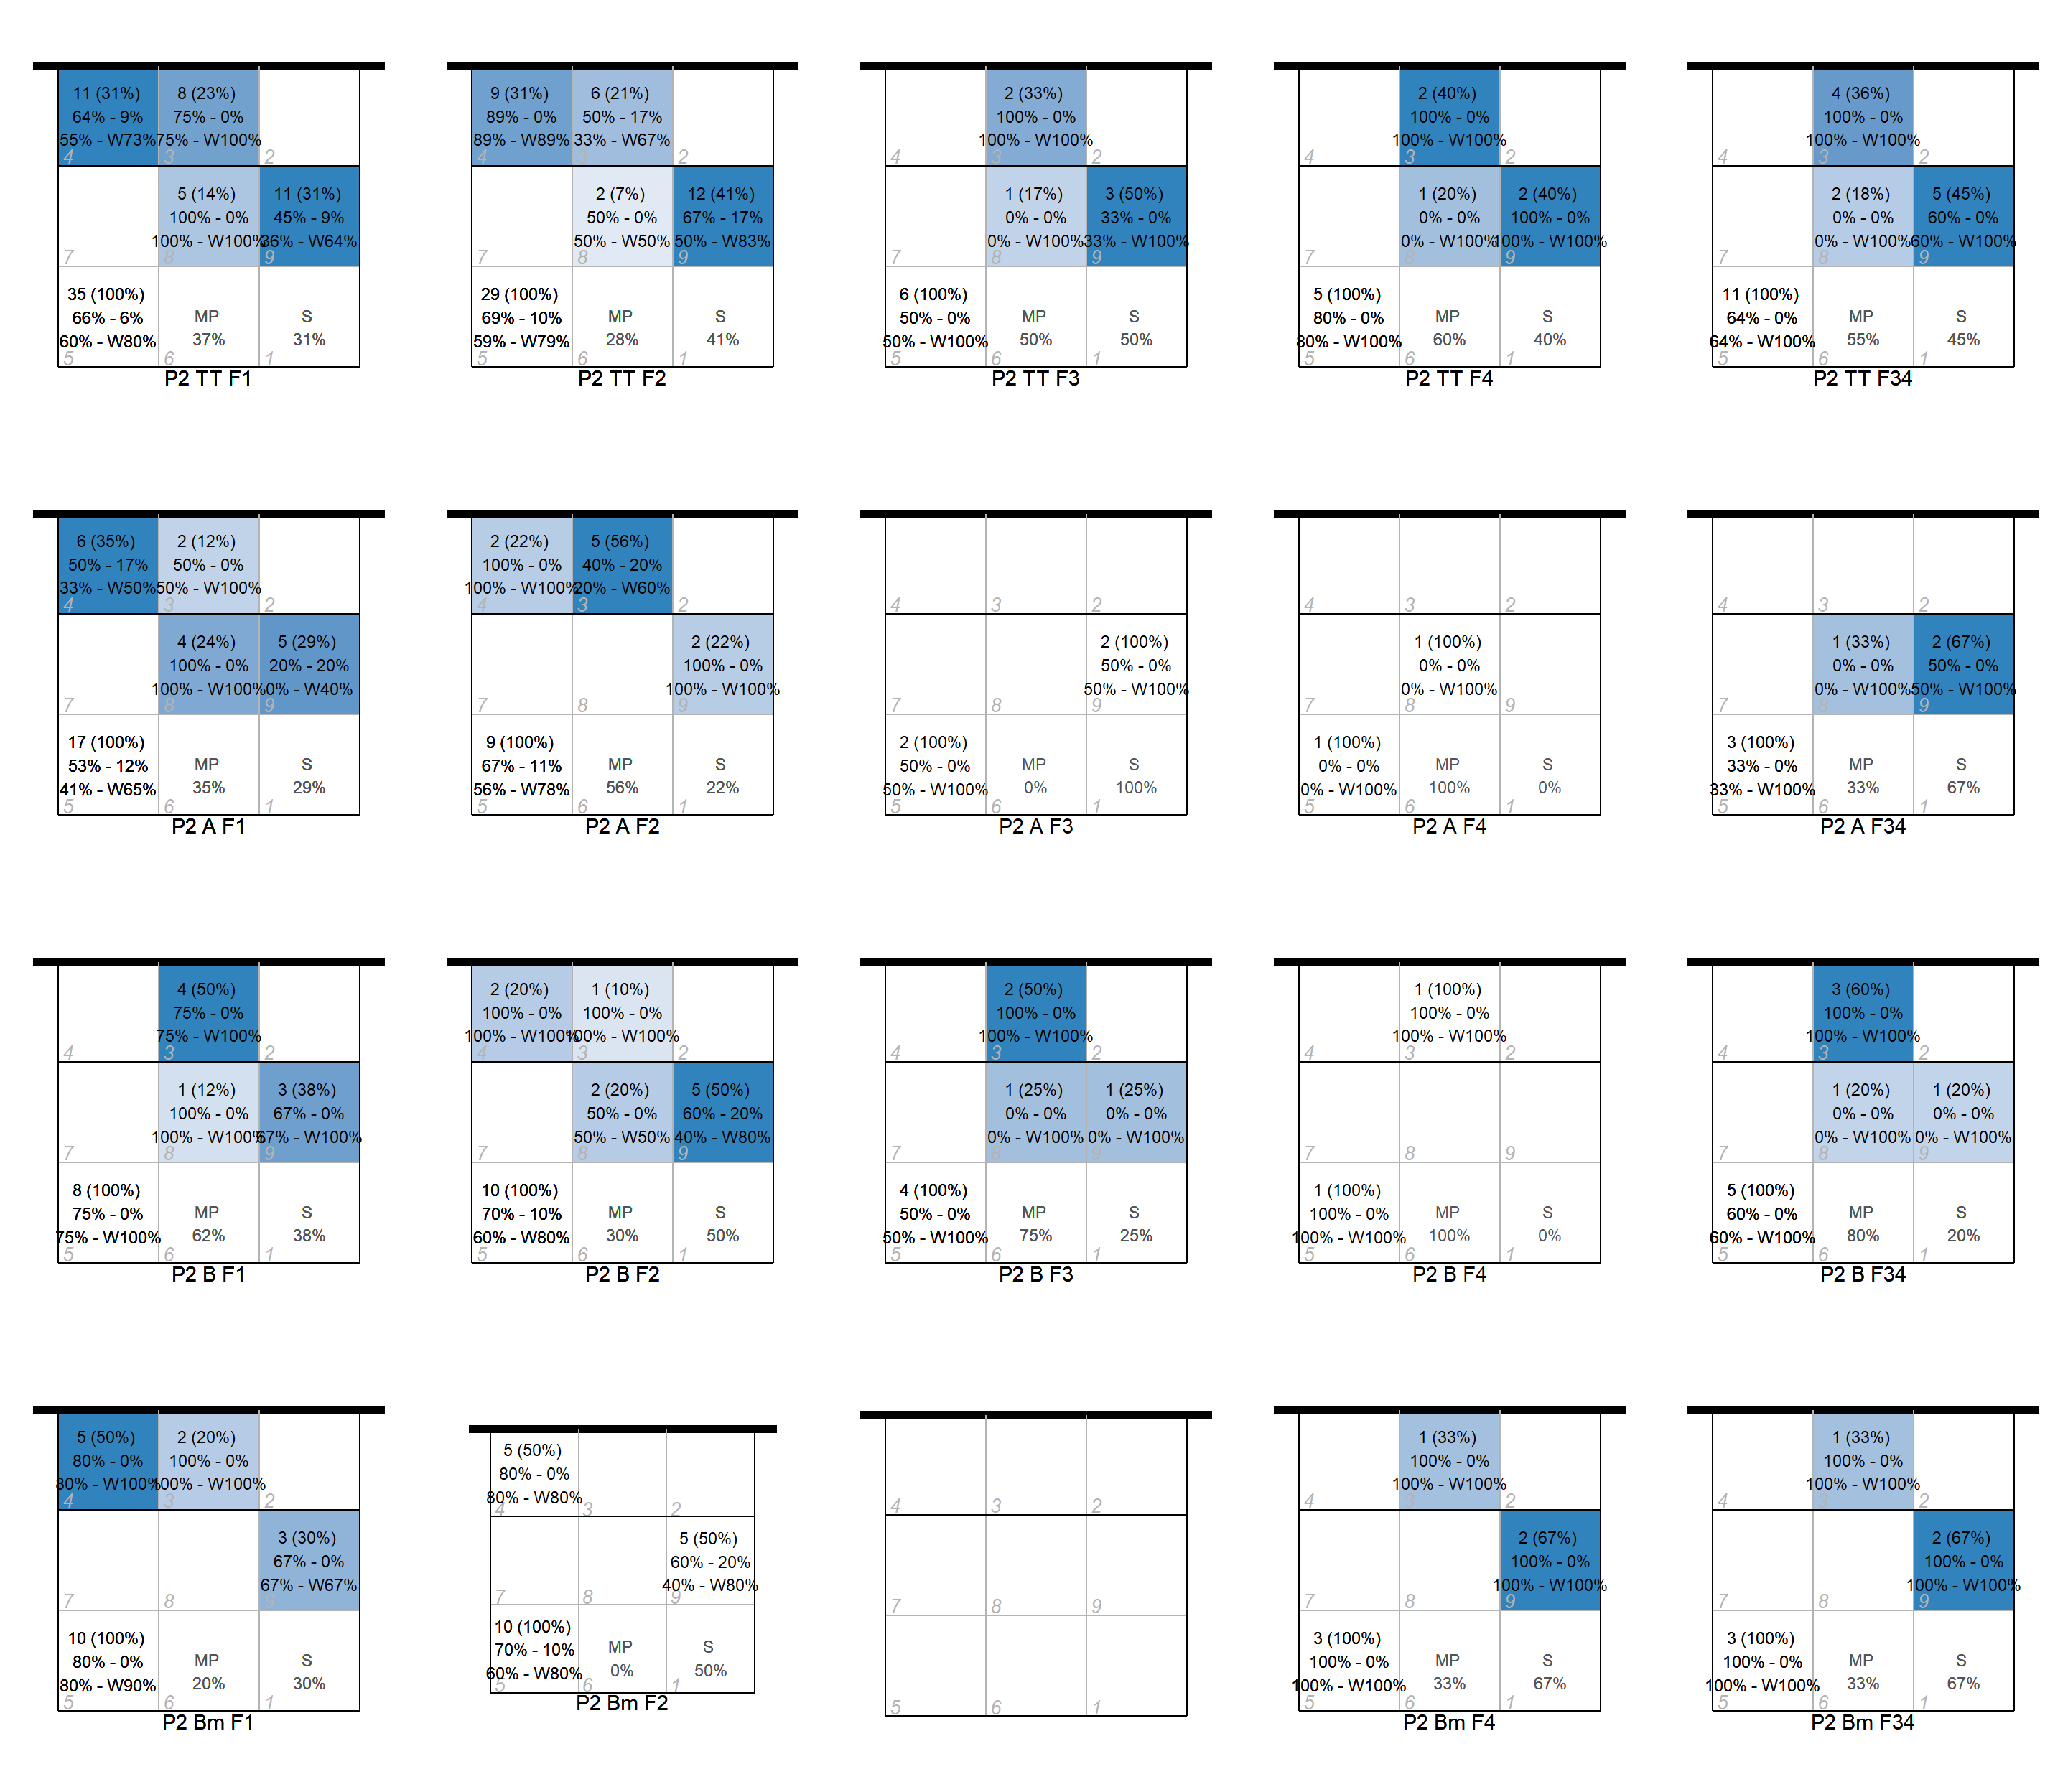 11 (31%) 8 (23%)
64% - 9% 75% - 0%
55% - W73% 75% - W100%
4 3 2
5 (14%) 11 (31%)
100% - 0% 45% - 9%
100% - W100% 36% - W64%
7 8 9
35 (100%)
66% - 6% MP S
60% - W80% 37% 31%
5 6 1
P2 TT F1
9 (31%) 6 (21%)
89% - 0% 50% - 17%
89% - W89% 33% - W67%
4 3 2
2 (7%) 12 (41%)
50% - 0% 67% - 17%
50% - W50% 50% - W83%
7 8 9
29 (100%)
69% - 10% MP S
59% - W79% 28% 41%
5 6 1
P2 TT F2
2 (33%)
100% - 0%
100% - W100%
4 3 2
1 (17%) 3 (50%)
0% - 0% 33% - 0%
0% - W100% 33% - W100%
7 8 9
6 (100%)
50% - 0% MP S
50% - W100% 50% 50%
5 6 1
P2 TT F3
2 (40%)
100% - 0%
100% - W100%
4 3 2
1 (20%) 2 (40%)
0% - 0% 100% - 0%
0% - W100% 100% - W100%
7 8 9
5 (100%)
80% - 0% MP S
80% - W100% 60% 40%
5 6 1
P2 TT F4
4 (36%)
100% - 0%
100% - W100%
4 3 2
2 (18%) 5 (45%)
0% - 0% 60% - 0%
0% - W100% 60% - W100%
7 8 9
11 (100%)
64% - 0% MP S
64% - W100% 55% 45%
5 6 1
P2 TT F34
6 (35%) 2 (12%)
50% - 17% 50% - 0%
33% - W50% 50% - W100%
4 3 2
4 (24%) 5 (29%)
100% - 0% 20% - 20%
100% - W100% 0% - W40%
7 8 9
17 (100%)
53% - 12% MP S
41% - W65% 35% 29%
5 6 1
P2 A F1
2 (22%) 5 (56%)
100% - 0% 40% - 20%
100% - W100% 20% - W60%
4 3 2
2 (22%)
100% - 0%
100% - W100%
7 8 9
9 (100%)
67% - 11% MP S
56% - W78% 56% 22%
5 6 1
P2 A F2
4 3 2
2 (100%)
50% - 0%
50% - W100%
7 8 9
2 (100%)
50% - 0% MP S
50% - W100% 0% 100%
5 6 1
P2 A F3
4 3 2
1 (100%)
0% - 0%
0% - W100%
7 8 9
1 (100%)
0% - 0% MP S
0% - W100% 100% 0%
5 6 1
P2 A F4
4 3 2
1 (33%) 2 (67%)
0% - 0% 50% - 0%
0% - W100% 50% - W100%
7 8 9
3 (100%)
33% - 0% MP S
33% - W100% 33% 67%
5 6 1
P2 A F34
4 (50%)
75% - 0%
75% - W100%
4 3 2
1 (12%) 3 (38%)
100% - 0% 67% - 0%
100% - W100% 67% - W100%
7 8 9
8 (100%)
75% - 0% MP S
75% - W100% 62% 38%
5 6 1
P2 B F1
2 (20%) 1 (10%)
100% - 0% 100% - 0%
100% - W100% 100% - W100%
4 3 2
2 (20%) 5 (50%)
50% - 0% 60% - 20%
50% - W50% 40% - W80%
7 8 9
10 (100%)
70% - 10% MP S
60% - W80% 30% 50%
5 6 1
P2 B F2
2 (50%)
100% - 0%
100% - W100%
4 3 2
1 (25%) 1 (25%)
0% - 0% 0% - 0%
0% - W100% 0% - W100%
7 8 9
4 (100%)
50% - 0% MP S
50% - W100% 75% 25%
5 6 1
P2 B F3
1 (100%)
100% - 0%
100% - W100%
4 3 2
7 8 9
1 (100%)
100% - 0% MP S
100% - W100% 100% 0%
5 6 1
P2 B F4
3 (60%)
100% - 0%
100% - W100%
4 3 2
1 (20%) 1 (20%)
0% - 0% 0% - 0%
0% - W100% 0% - W100%
7 8 9
5 (100%)
60% - 0% MP S
60% - W100% 80% 20%
5 6 1
P2 B F34
5 (50%) 2 (20%)
80% - 0% 100% - 0%
80% - W100% 100% - W100%
4 3 2
3 (30%)
67% - 0%
67% - W67%
7 8 9
10 (100%)
80% - 0% MP S
80% - W90% 20% 30%
5 6 1
P2 Bm F1
5 (50%)
80% - 0%
80% - W80%
4 3 2
5 (50%)
60% - 20%
40% - W80%
7 8 9
10 (100%)
70% - 10% MP S
60% - W80% 0% 50%
5 6 1
P2 Bm F2
4 3 2
7 8 9
5 6 1
1 (33%)
100% - 0%
100% - W100%
4 3 2
2 (67%)
100% - 0%
100% - W100%
7 8 9
3 (100%)
100% - 0% MP S
100% - W100% 33% 67%
5 6 1
P2 Bm F4
1 (33%)
100% - 0%
100% - W100%
4 3 2
2 (67%)
100% - 0%
100% - W100%
7 8 9
3 (100%)
100% - 0% MP S
100% - W100% 33% 67%
5 6 1
P2 Bm F34